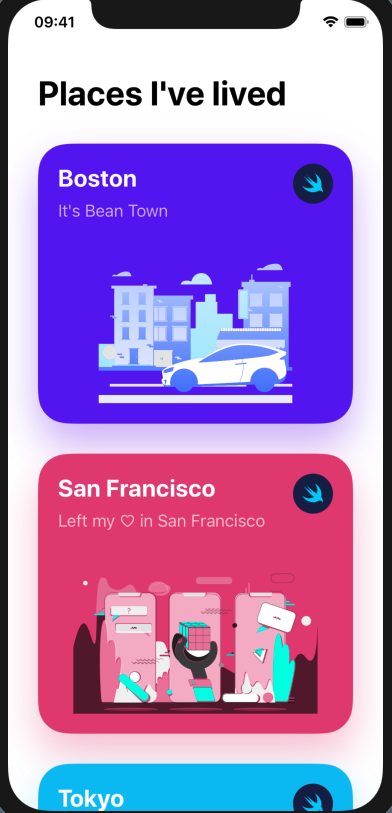 09:41
Places I've lived
Boston
It's Bean Town
San Francisco
Left my ♡ in San Francisco
Tokyo